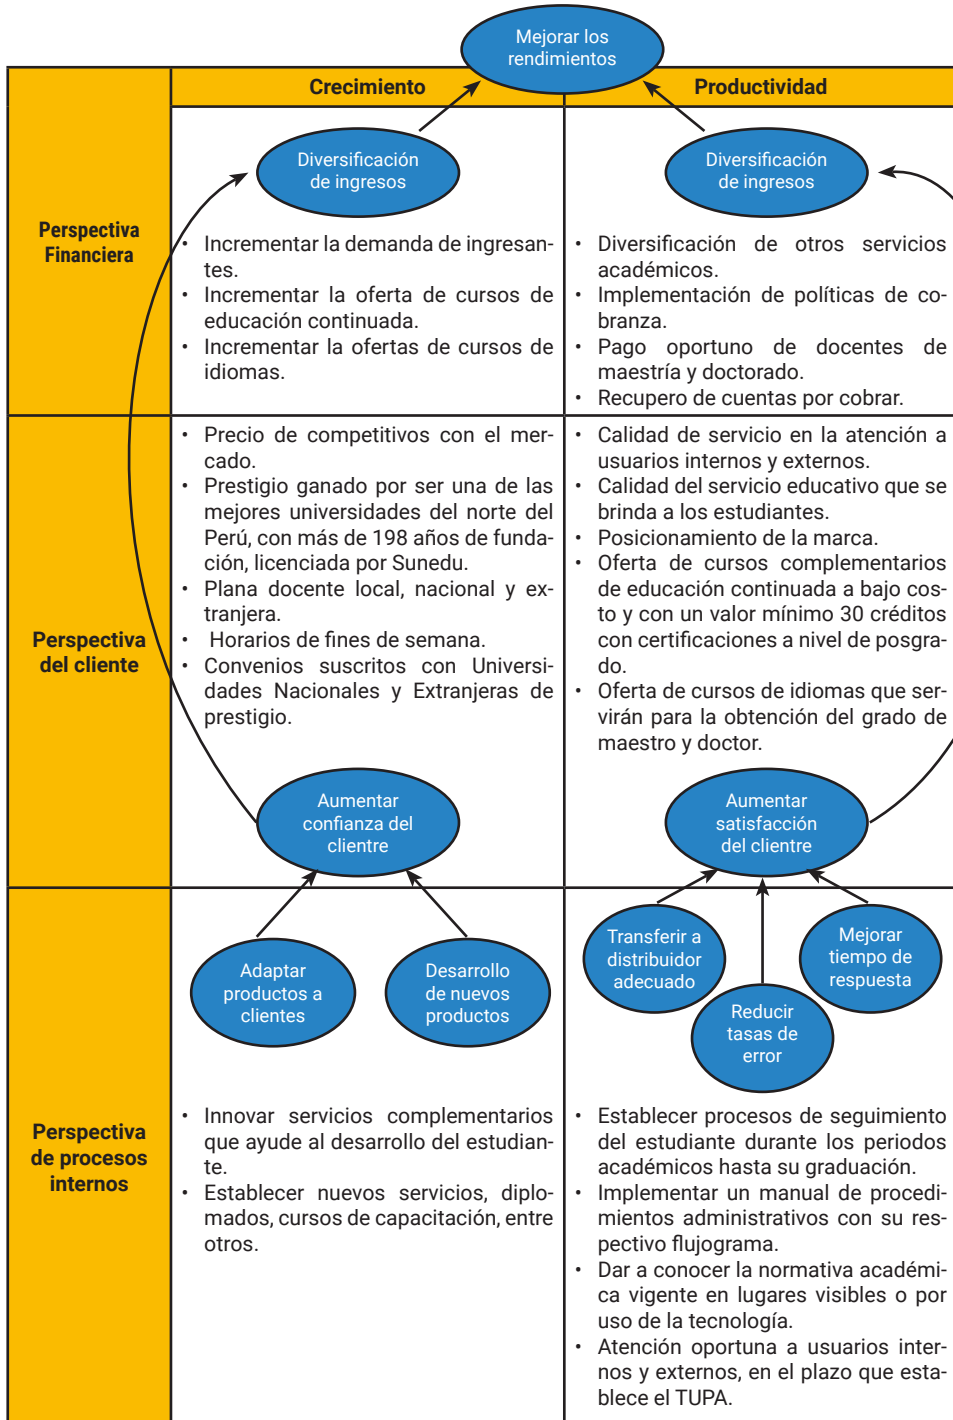 Mejorar los
rendimientos
Crecimiento
Productividad
Perspectiva
Financiera
Diversificación
de ingresos
• Incrementar la demanda de ingresan-
tes.
• Incrementar la oferta de cursos de
educación continuada.
• Incrementar la ofertas de cursos de
idiomas.
Diversificación
de ingresos
• Diversificación de otros servicios
académicos.
• Implementación de políticas de co-
branza.
• Pago oportuno de docentes de
maestría y doctorado.
• Recupero de cuentas por cobrar.
Perspectiva
del cliente
• Precio de competitivos con el mer-
cado.
• Prestigio ganado por ser una de las
mejores universidades del norte del
Perú, con más de 198 años de funda-
ción, licenciada por Sunedu.
• Plana docente local, nacional y ex-
tranjera.
• Horarios de fines de semana.
• Convenios suscritos con Universi-
dades Nacionales y Extranjeras de
prestigio.
Aumentar
confianza del
clientre
• Calidad de servicio en la atención a
usuarios internos y externos.
• Calidad del servicio educativo que se
brinda a los estudiantes.
• Posicionamiento de la marca.
• Oferta de cursos complementarios
de educación continuada a bajo cos-
to y con un valor mínimo 30 créditos
con certificaciones a nivel de posgra-
do.
• Oferta de cursos de idiomas que ser-
virán para la obtención del grado de
maestro y doctor.
Aumentar
satisfacción
del clientre
Perspectiva
de procesos
internos
Adaptar
productos a
clientes
Desarrollo
de nuevos
productos
• Innovar servicios complementarios
que ayude al desarrollo del estudian-
te.
• Establecer nuevos servicios, diplo-
mados, cursos de capacitación, entre
otros.
Transferir a
distribuidor
adecuado
Reducir
tasas de
error
Mejorar
tiempo de
respuesta
• Establecer procesos de seguimiento
del estudiante durante los periodos
académicos hasta su graduación.
• Implementar un manual de procedi-
mientos administrativos con su res-
pectivo flujograma.
• Dar a conocer la normativa académi-
ca vigente en lugares visibles o por
uso de la tecnología.
• Atención oportuna a usuarios inter-
nos y externos, en el plazo que esta-
blece el TUPA.